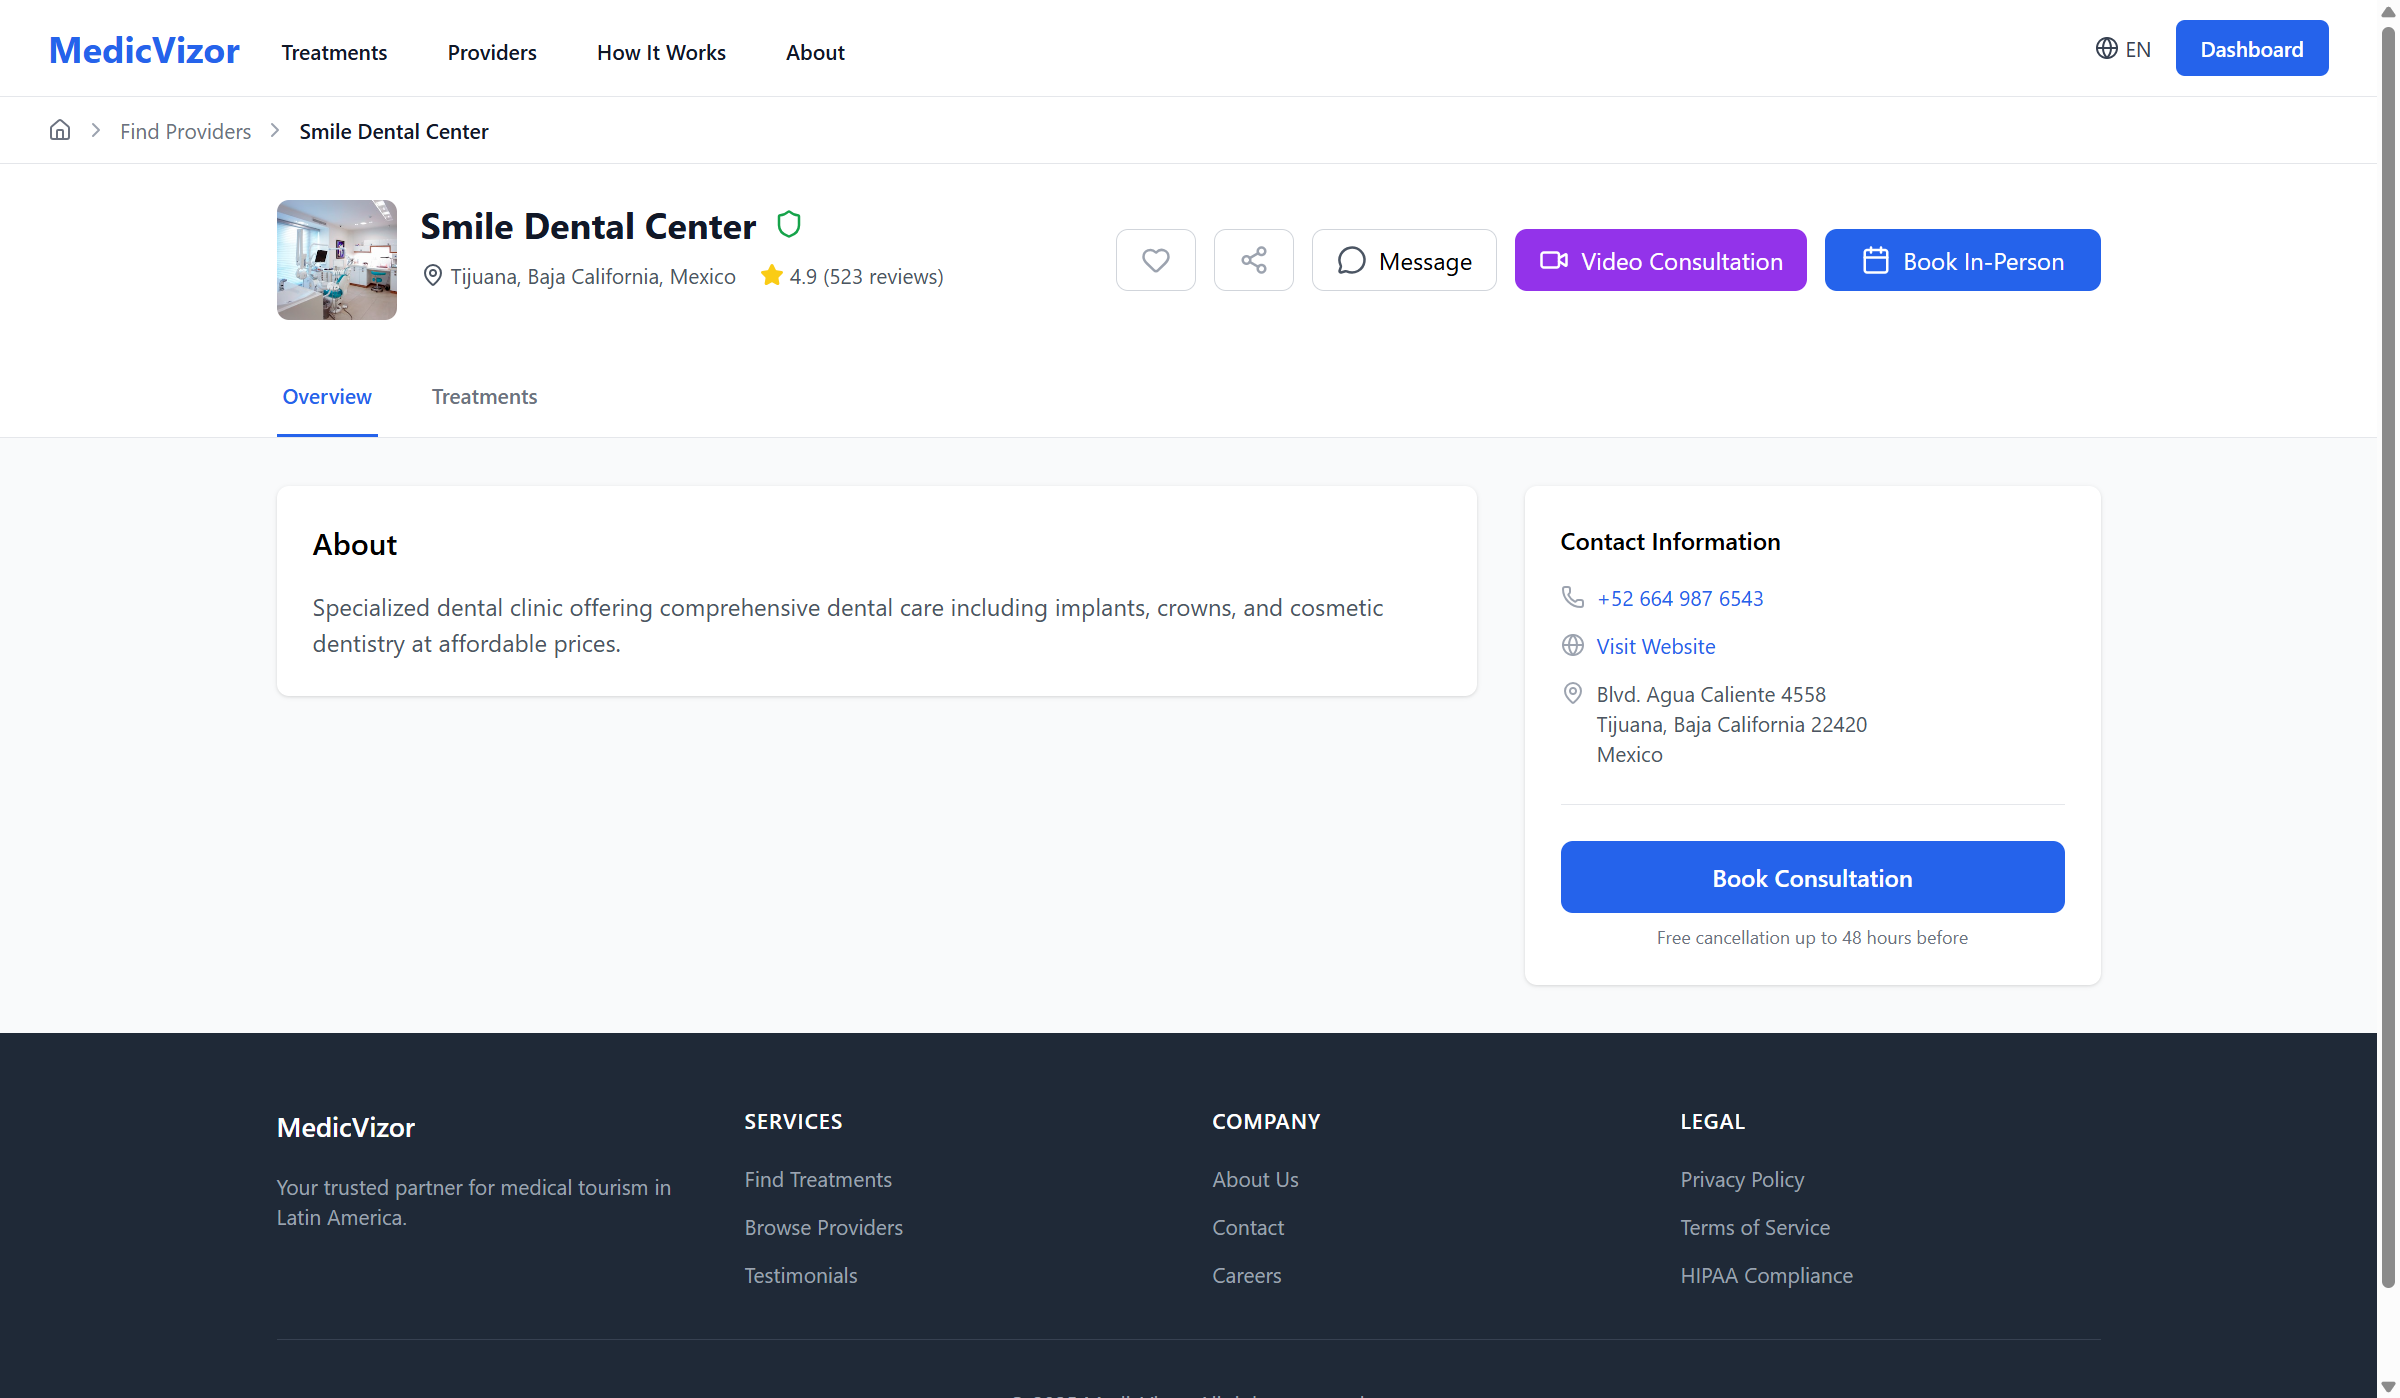 MedicVizor
Treatments
Providers
How It Works
About
EN
Dashboard
Find Providers
Smile Dental Center
Smile Dental Center
Tijuana, Baja California, Mexico
4.9 (523 reviews)
Message
Video Consultation
Book In-Person
Overview
Treatments
About
Specialized dental clinic offering comprehensive dental care including implants, crowns, and cosmetic
dentistry at affordable prices.
Contact Information
+52 664 987 6543
Visit Website
Blvd. Agua Caliente 4558
Tijuana, Baja California 22420
Mexico
Book Consultation
Free cancellation up to 48 hours before
MedicVizor
Your trusted partner for medical tourism in
Latin America.
SERVICES
Find Treatments
Browse Providers
Testimonials
COMPANY
About Us
Contact
Careers
LEGAL
Privacy Policy
Terms of Service
HIPAA Compliance